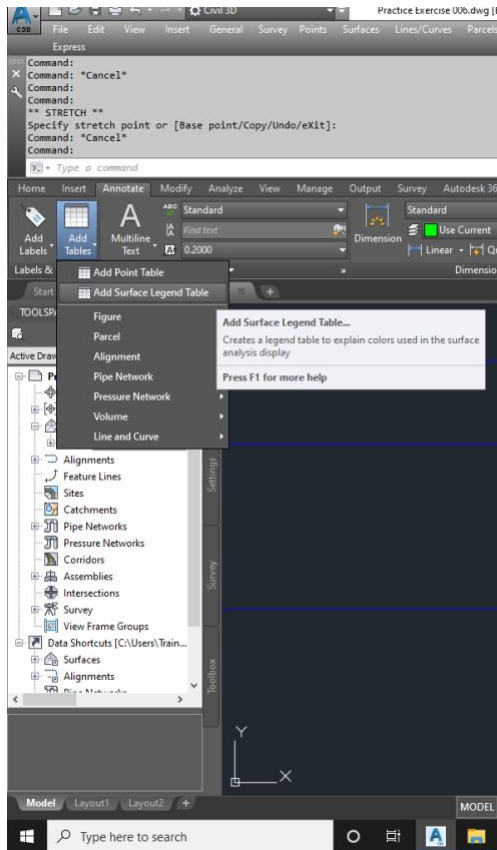 Civil 3D
Practice Exercise 006.dwg
C3D
File Edit View Insert General Survey Points Surfaces Lines/Curves Parcels
Express
Command:
Command: *Cancel*
Command:
Command:
** STRETCH **
Specify stretch point or [Base point/Copy/Undo/eXit]:
Command: *Cancel*
Command:
Type a command
Home Insert Annotate Modify Analyze View Manage Output Survey Autodesk 36
Add Labels
Add Tables
Multiline Text
ABC Standard
Find text
0.2000
Dimension
Standard
Use Current
Linear
Labels &
Dimensio
Start
Add Point Table
Add Surface Legend Table
Figure
Parcel
Alignment
Pipe Network
Pressure Network
Volume
Line and Curve
Add Surface Legend Table...
Creates a legend table to explain colors used in the surface
analysis display
Press F1 for more help
TOOLSPA
Active Draw
Alignments
Feature Lines
Sites
Catchments
Pipe Networks
Pressure Networks
Corridors
Assemblies
Intersections
Survey
View Frame Groups
Data Shortcuts [C:\Users\Train...
Surfaces
Alignments
Settings
Survey
Toolbox
Y
X
Model Layout1 Layout2 +
MODEL
Type here to search